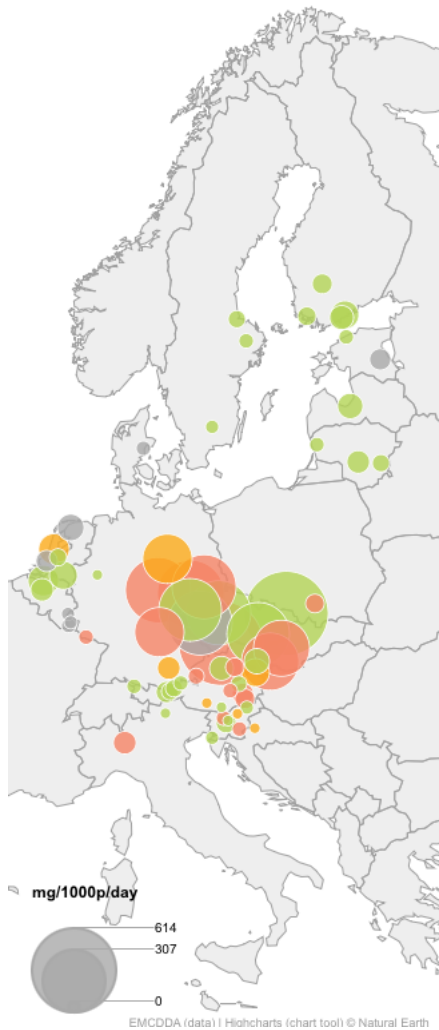 mg/1000p/day
614
307
0
EMCDDA (data) | Highcharts (chart tool) © Natural Earth